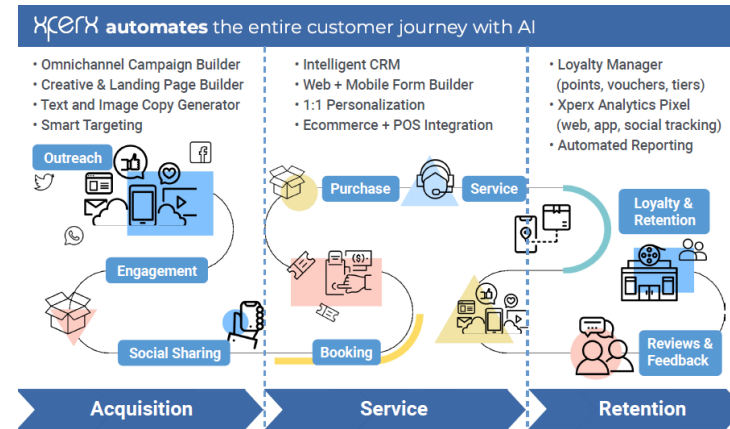 xperx automates the entire customer journey with AI
• Omnichannel Campaign Builder
• Creative & Landing Page Builder
• Text and Image Copy Generator
• Smart Targeting
• Intelligent CRM
• Web + Mobile Form Builder
• 1:1 Personalization
• Ecommerce + POS Integration
• Loyalty Manager
(points, vouchers, tiers)
• Xperx Analytics Pixel
(web, app, social tracking)
• Automated Reporting
Outreach
Engagement
Social Sharing
Purchase
Service
($)
Booking
Loyalty &
Retention
Reviews &
Feedback
Acquisition
Service
Retention